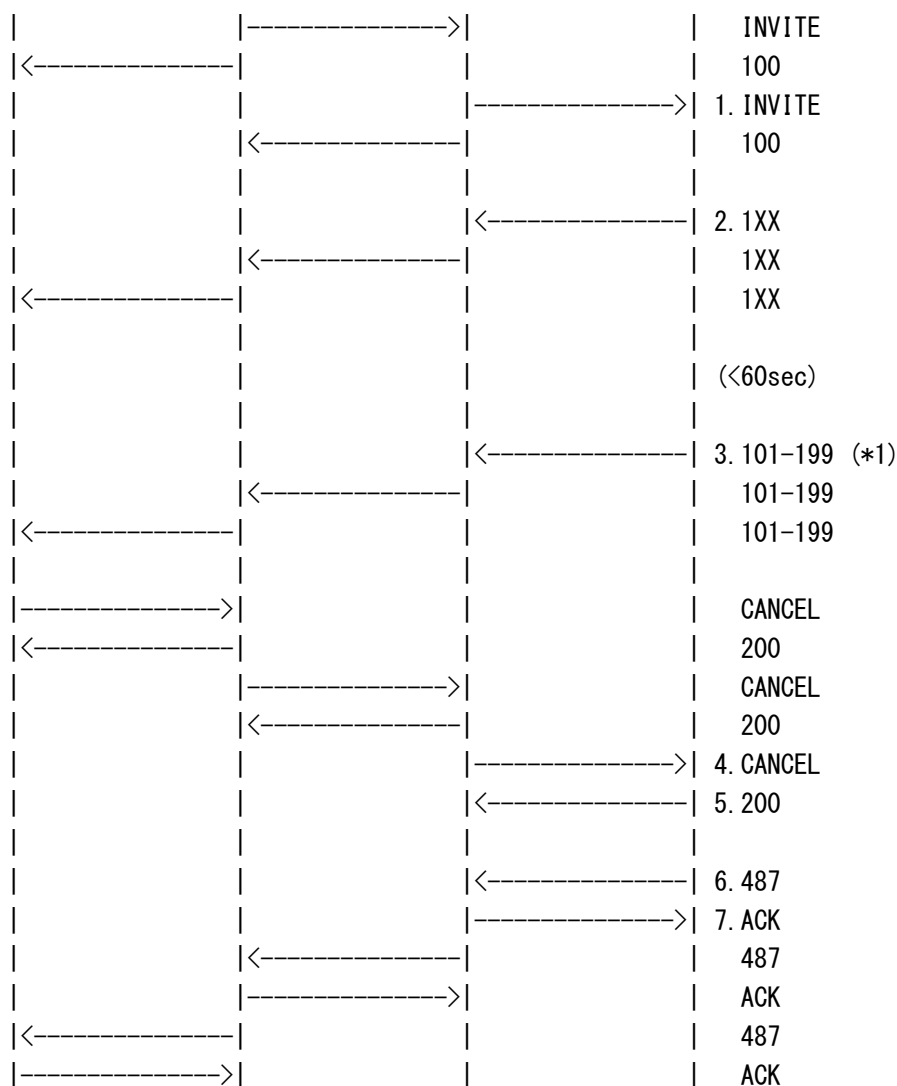 INVITE
100
1. INVITE
100
2. 1XX
1XX
1XX
(<60sec)
3. 101-199 (*1)
101-199
101-199
CANCEL
200
CANCEL
200
4. CANCEL
5. 200
6. 487
7. ACK
487
ACK
487
ACK